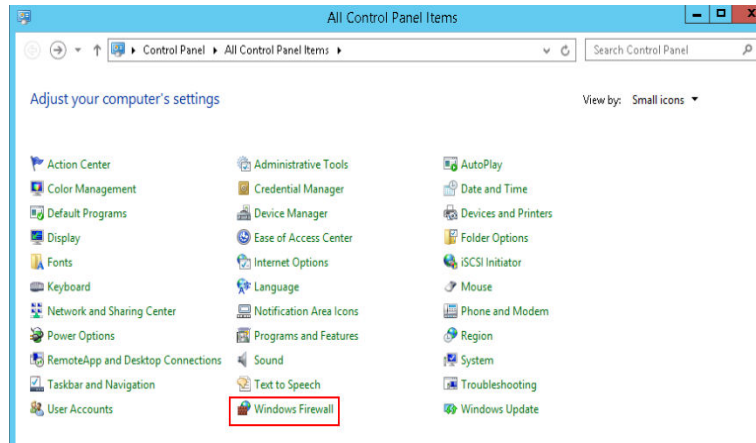 All Control Panel Items
Control Panel All Control Panel Items
Search Control Panel
Adjust your computer's settings
View by: Small icons
Action Center
Administrative Tools
AutoPlay
Color Management
Credential Manager
Date and Time
Default Programs
Device Manager
Devices and Printers
Display
Ease of Access Center
Folder Options
Fonts
Internet Options
iSCSI Initiator
Keyboard
Language
Mouse
Network and Sharing Center
Notification Area Icons
Phone and Modem
Power Options
Programs and Features
Region
RemoteApp and Desktop Connections
Sound
System
Taskbar and Navigation
Text to Speech
Troubleshooting
User Accounts
Windows Firewall
Windows Update